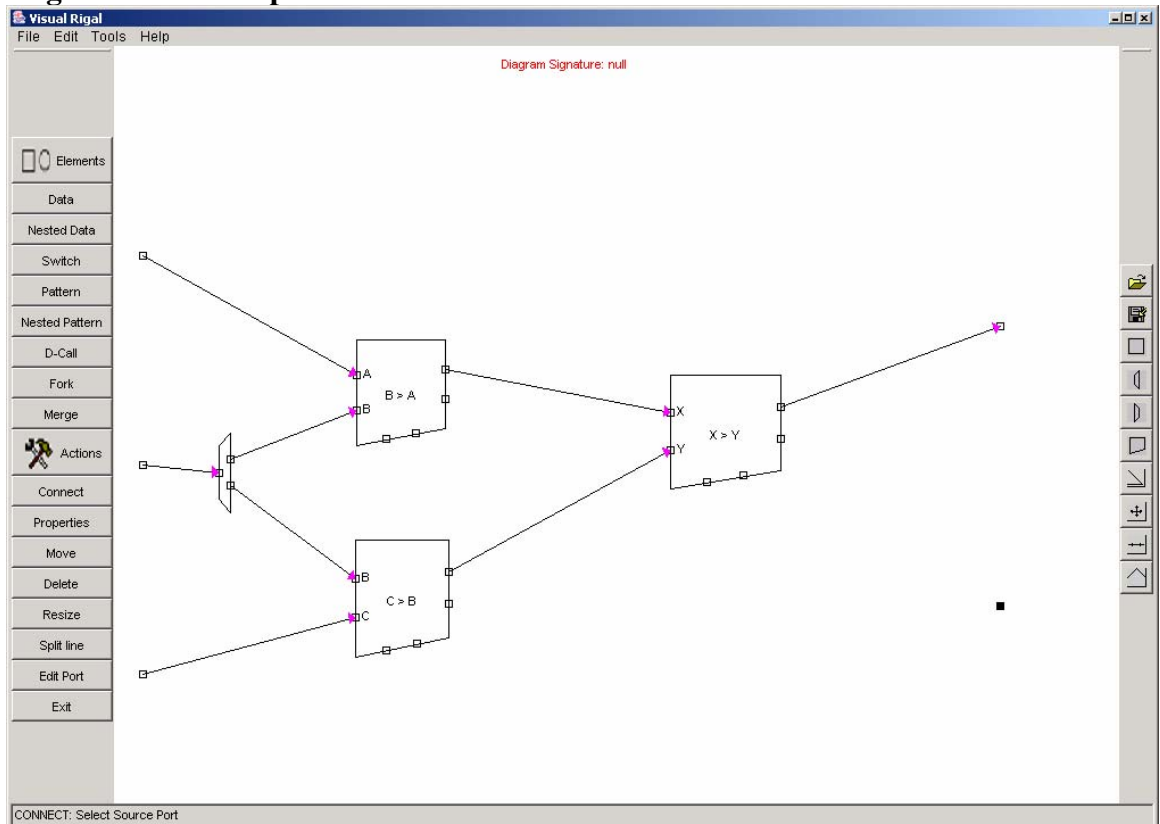 Visual Rigal
File Edit Tools Help
Diagram Signature: null
Elements
Data
Nested Data
Switch
Pattern
Nested Pattern
D-Call
Fork
Merge
Actions
Connect
Properties
Move
Delete
Resize
Split line
Edit Port
Exit
A
B > A
B
X
X > Y
Y
B
C > B
C
CONNECT: Select Source Port